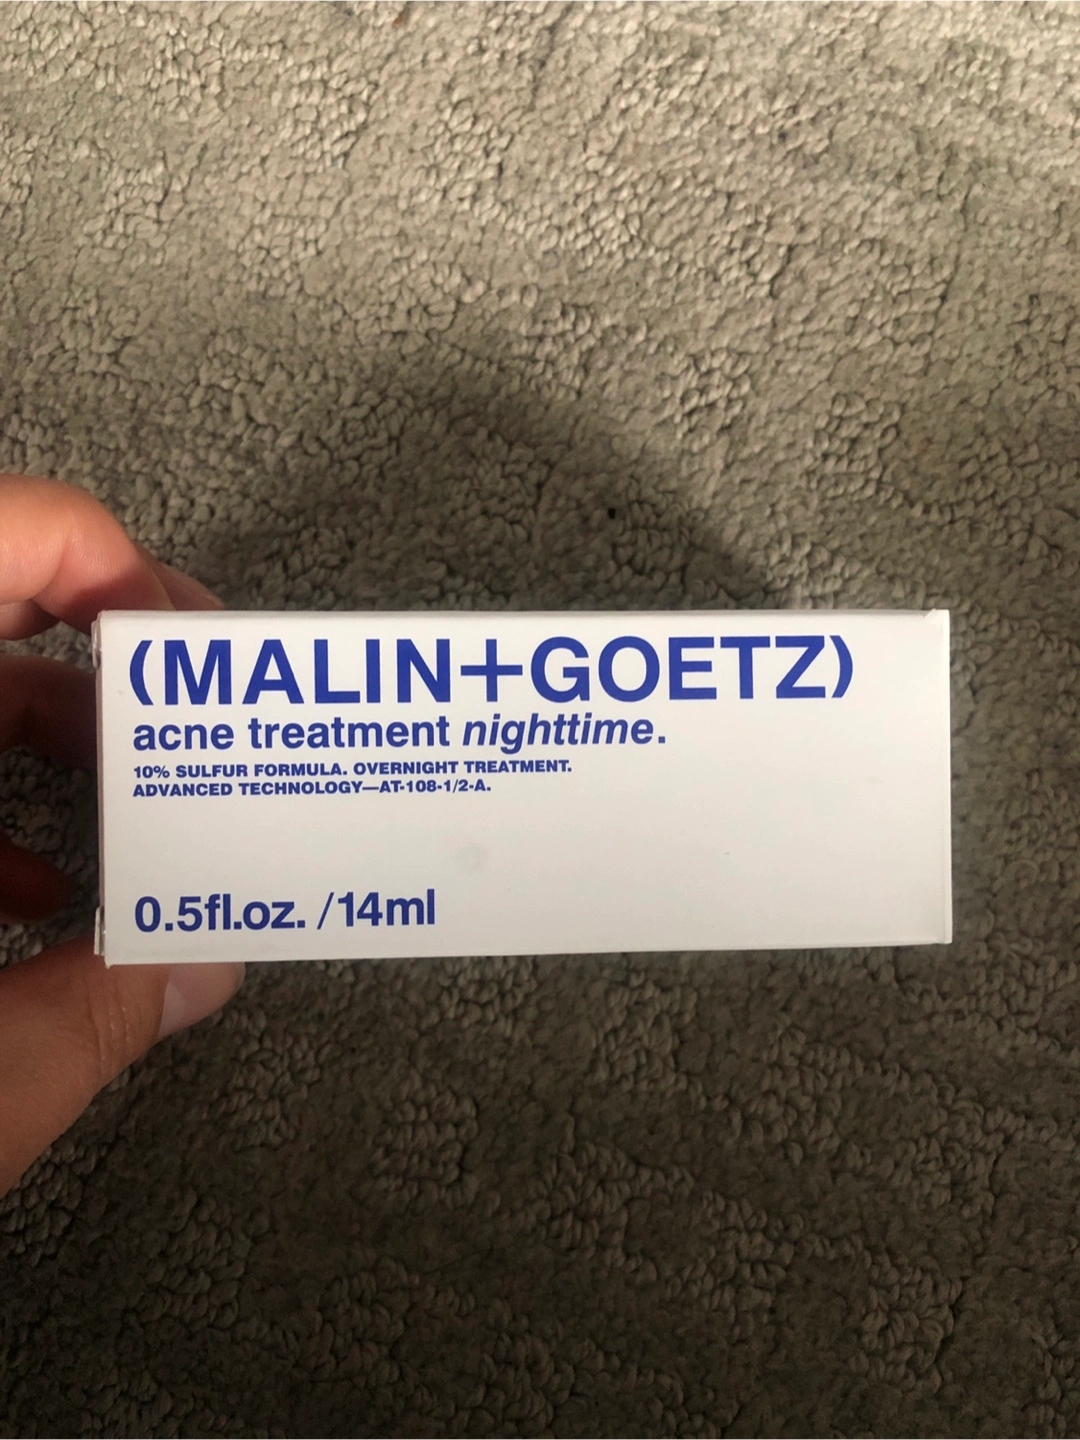 (MALIN+GOETZ)
acne treatment nighttime.
10% SULFUR FORMULA. OVERNIGHT TREATMENT.
ADVANCED TECHNOLOGY—AT-108-1/2-A.
0.5fl.oz. /14ml